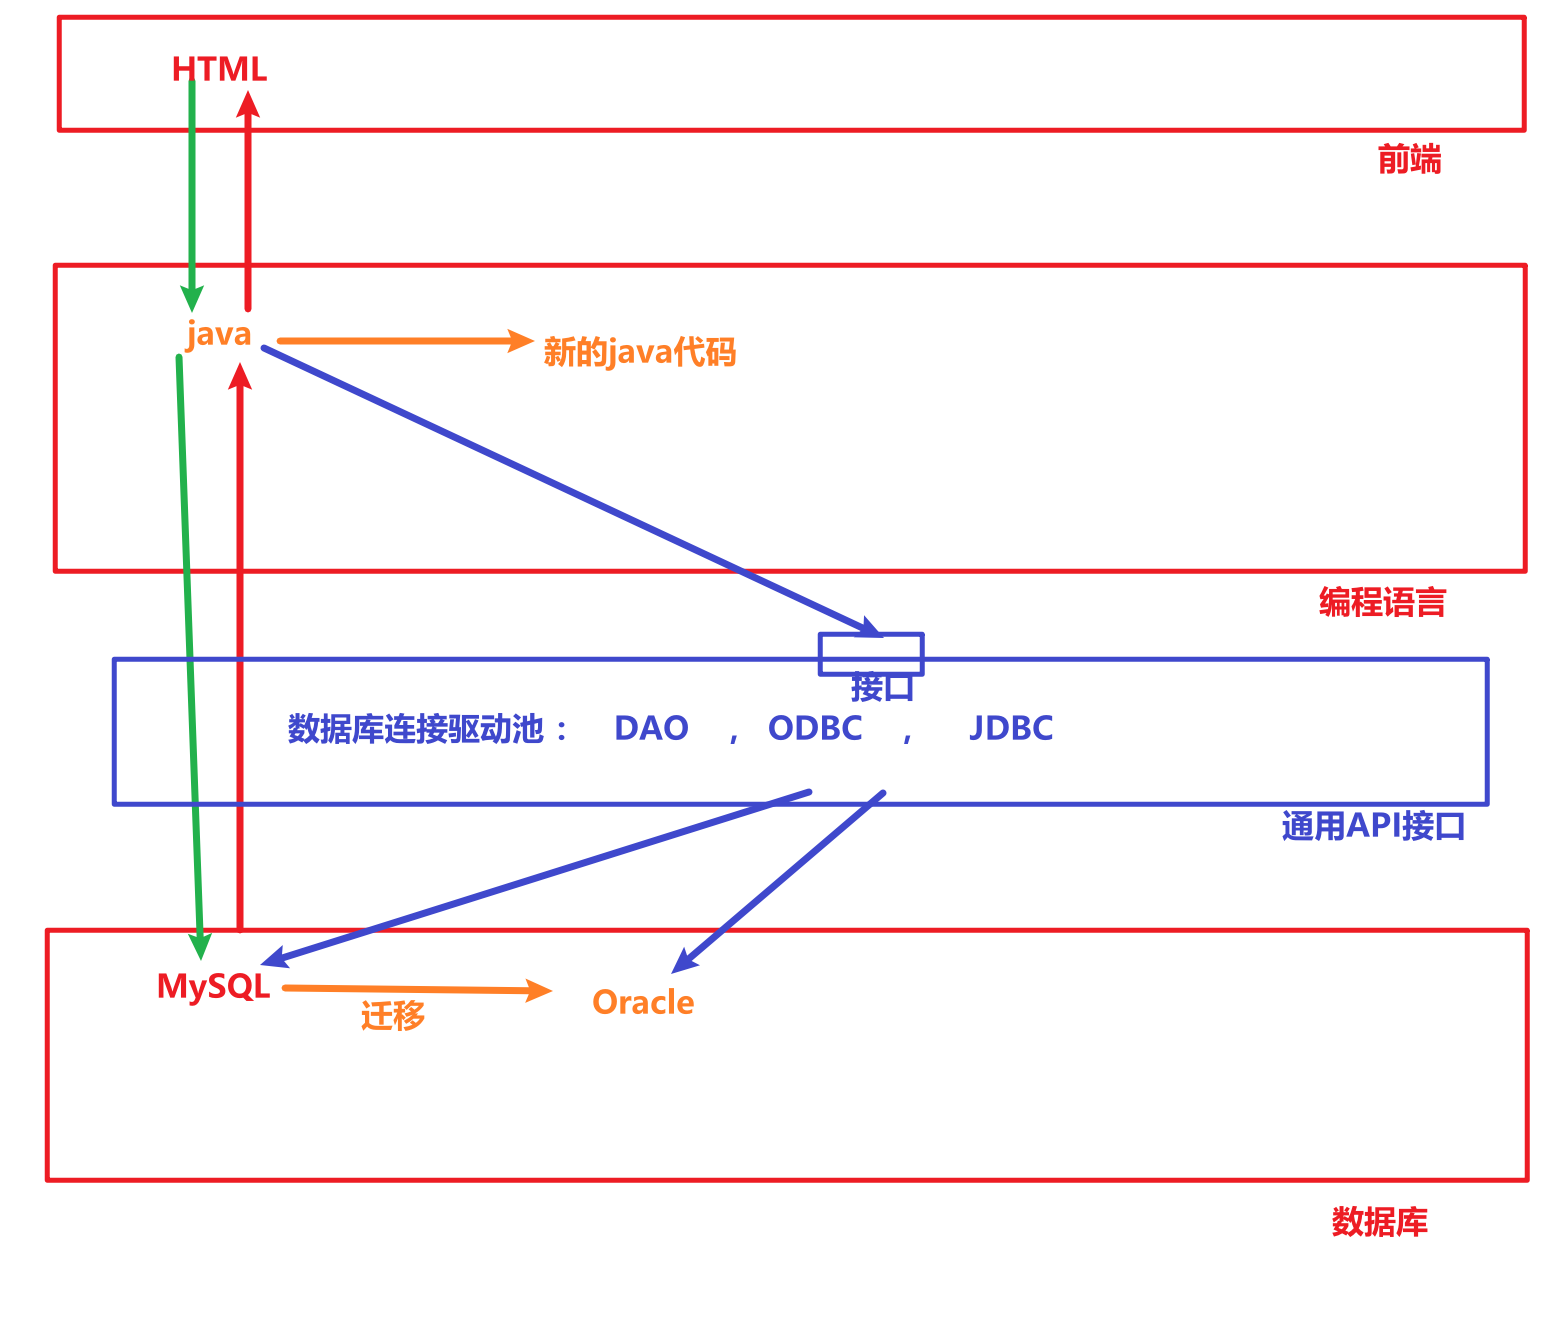 HTML
前端
java
新的java代码
编程语言
接口
数据库连接驱动池： DAO ， ODBC ， JDBC
通用API接口
MySQL
迁移
Oracle
数据库